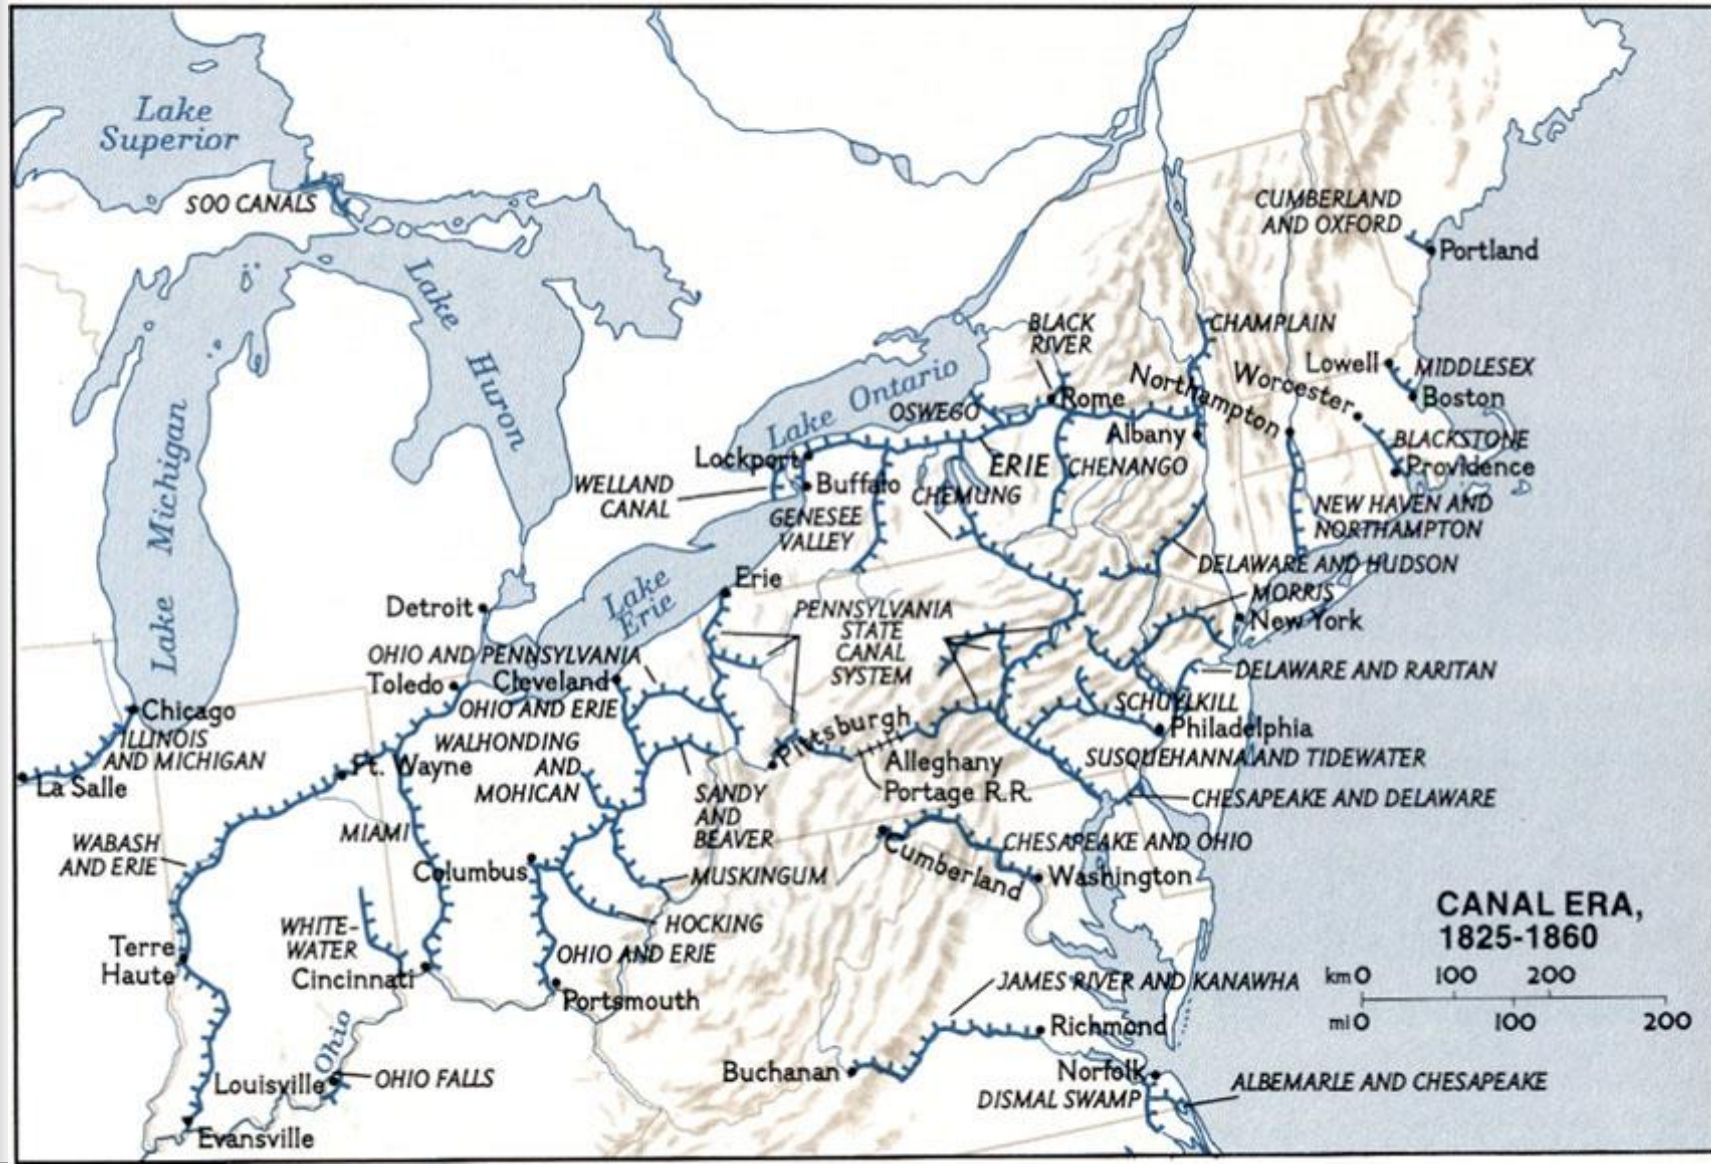 Lake
Superior
SOO CANALS
CUMBERLAND
AND OXFORD
Portland
Lake
Huron
Lake Michigan
BLACK
RIVER
CHAMPLAIN
Lowell
MIDDLESEX
Boston
Worcester
Northampton
Lake Ontario
OSWEGO
Rome
Albany
BLACKSTONE
Providence
Lockport
ERIE
CHENANGO
WELLAND
CANAL
Buffalo
CHEMUNG
GENESEE
VALLEY
NEW HAVEN AND
NORTHAMPTON
DELAWARE AND HUDSON
Erie
Lake
Erie
Detroit
PENNSYLVANIA
STATE
CANAL
SYSTEM
MORRIS
New York
OHIO AND PENNSYLVANIA
Toledo
Cleveland
DELAWARE AND RARITAN
OHIO AND ERIE
SCHUYLKILL
Philadelphia
Chicago
ILLINOIS
AND MICHIGAN
La Salle
Ft. Wayne
WALHONDING
AND
MOHICAN
Pittsburgh
Alleghany
Portage R.R.
SUSQUEHANNA AND TIDEWATER
CHESAPEAKE AND DELAWARE
SANDY
AND
BEAVER
MIAMI
WABASH
AND ERIE
CHESAPEAKE AND OHIO
Cumberland
Washington
Columbus
MUSKINGUM
HOCKING
WHITE-
WATER
Cincinnati
OHIO AND ERIE
Portsmouth
Terre
Haute
JAMES RIVER AND KANAWHA
Richmond
Buchanan
Norfolk
DISMAL SWAMP
ALBEMARLE AND CHESAPEAKE
Ohio
Louisville
OHIO FALLS
Evansville
CANAL ERA,
1825-1860
km 0 100 200
mi 0 100 200